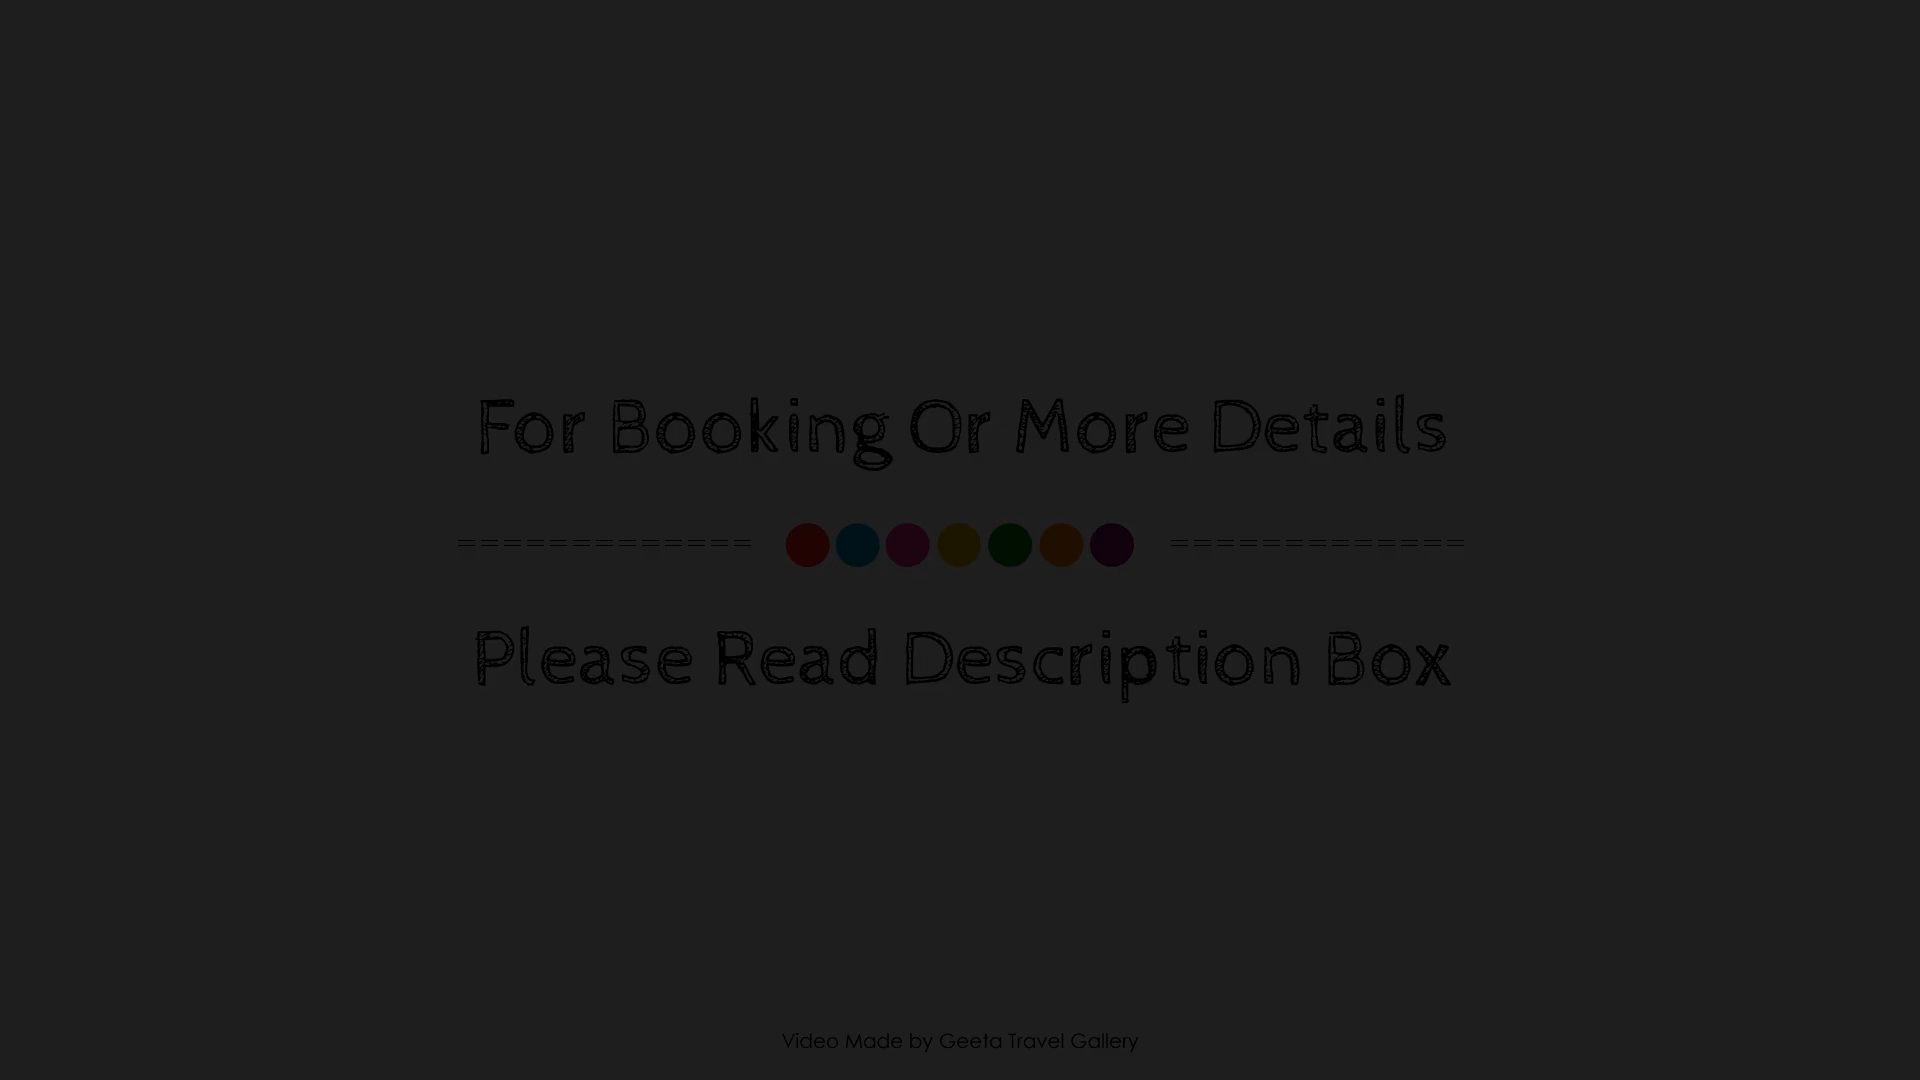 For Booking Or More Details
============= =============
Please Read Description Box
Video Made by Geeta Travel Gallery